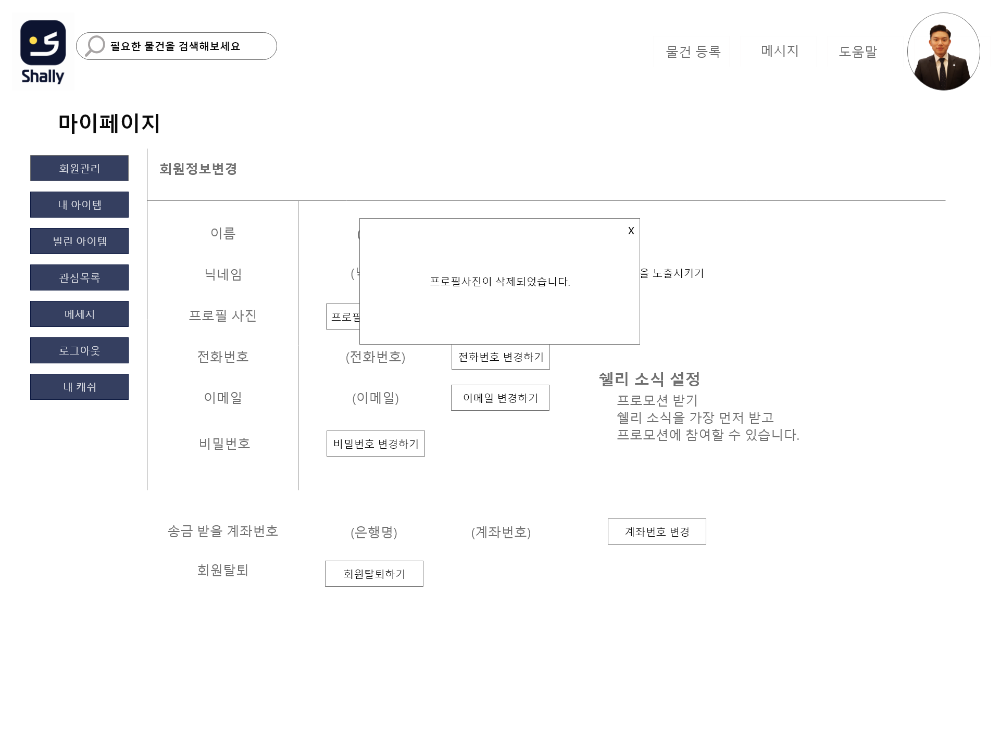 Shally
필요한 물건을 검색해보세요
물건 등록
메시지
도움말
마이페이지
회원관리
내 아이템
빌린 아이템
관심목록
메세지
로그아웃
내 캐쉬
회원정보변경
이름
(
X
닉네임
(
을 노출시키기
프로필사진이 삭제되었습니다.
프로필 사진
프로필
전화번호
(전화번호)
전화번호 변경하기
이메일
(이메일)
이메일 변경하기
비밀번호
비밀번호 변경하기
쉘리 소식 설정
프로모션 받기
쉘리 소식을 가장 먼저 받고
프로모션에 참여할 수 있습니다.
송금 받을 계좌번호
(은행명)
(계좌번호)
계좌번호 변경
회원탈퇴
회원탈퇴하기